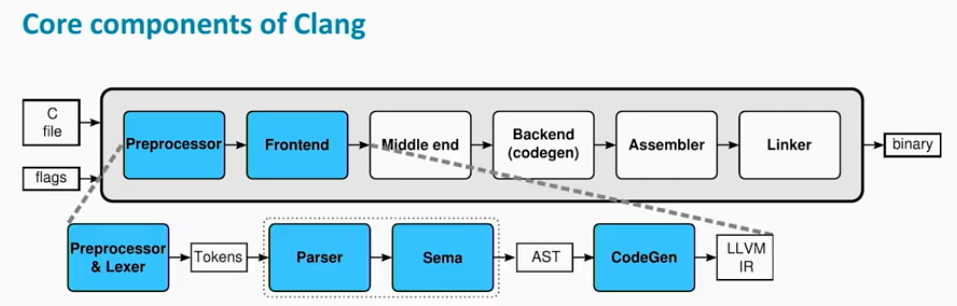 Core components of Clang
C
file
flags
Preprocessor
Frontend
Middle end
Backend
(codegen)
Assembler
Linker
binary
Preprocessor
& Lexer
Tokens
Parser
Sema
AST
CodeGen
LLVM
IR